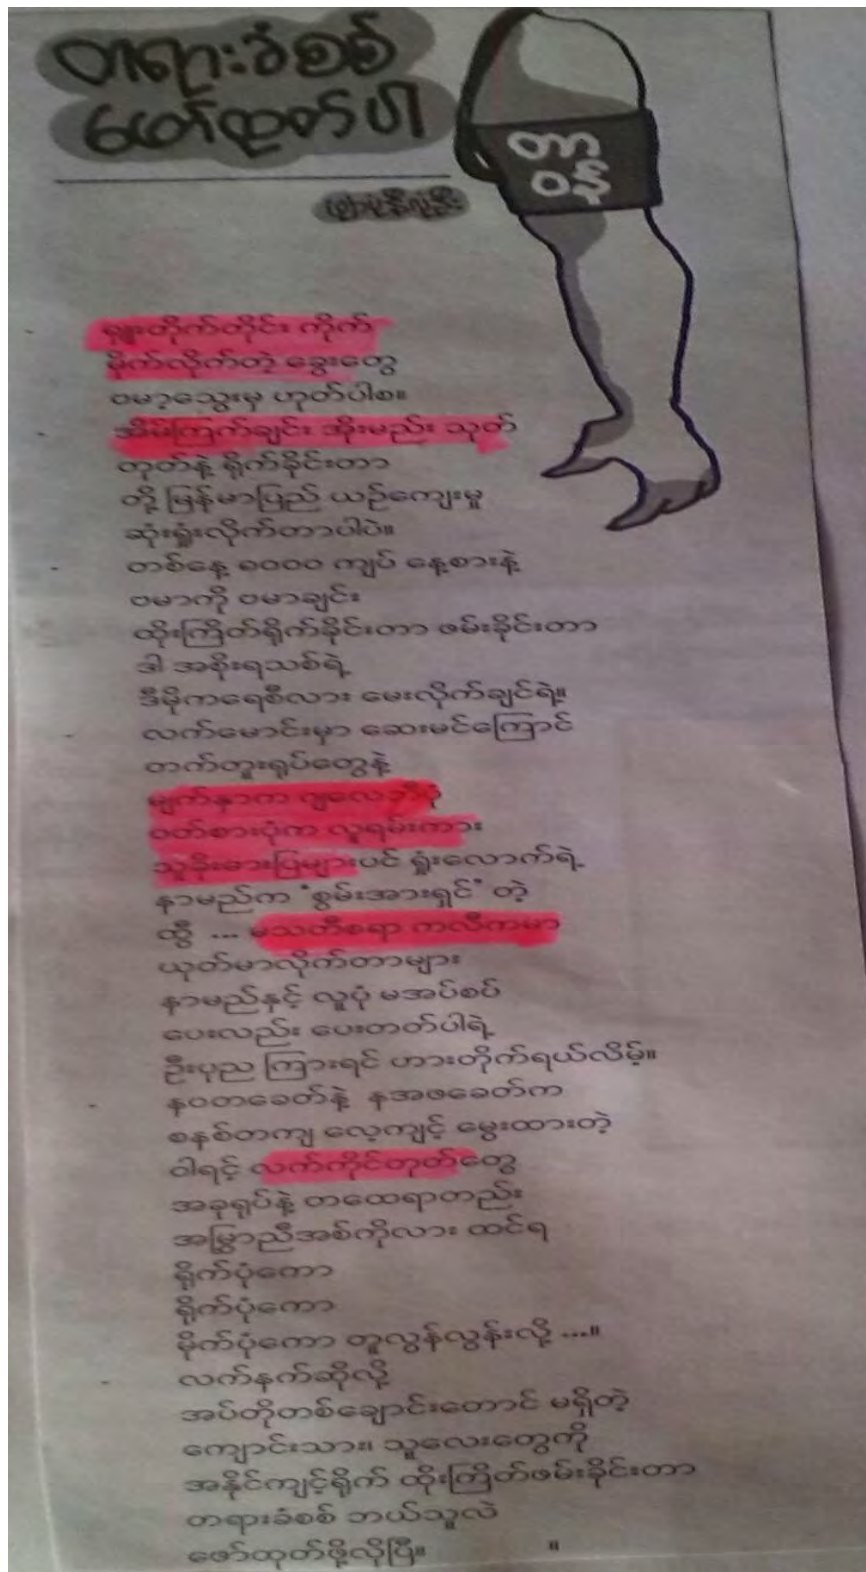 တရားခံစစ်
ဖော်ထုတ်ပါ
တာ
ဝန်
မှူးတိုက်တိုင်း ကိုက်
မိုက်လိုက်တဲ့ ခွေးတွေ
ဗမာ့သွေးမှ ဟုတ်ပါစ။
အိမ်ကြက်ချင်း အိုးမည်း သုတ်
တုတ်နဲ့ ရိုက်ခိုင်းတာ
တို့ မြန်မာပြည် ယဉ်ကျေးမှု
ဆုံးရှုံးလိုက်တာပါပဲ။
တစ်နေ့ ၈၀၀၀ ကျပ် နေ့စားနဲ့
ဗမာကို ဗမာချင်း
ထိုးကြိတ်ရိုက်ခိုင်းတာ ဖမ်းခိုင်းတာ
ဒါ အစိုးရသစ်ရဲ့
ဒီမိုကရေစီလား မေးလိုက်ချင်ရဲ့။
လက်မောင်းမှာ ဆေးမင်ကြောင်
တက်တူးရုပ်တွေနဲ့
မျက်နှာက ဂျလေဘီပုံ
ဝတ်စားပုံက လူရမ်းကား
သူခိုးဓားပြများပင် ရှုံးလောက်ရဲ့
နာမည်က "စွမ်းအားရှင်" တဲ့
ထွီ ... မသတီစရာ ကလီကမာ
ယုတ်မာလိုက်တာများ
နာမည်နှင့် လူပုံ မအပ်စပ်
ပေးလည်း ပေးတတ်ပါရဲ့
ဦးပုည ကြားရင် ဟားတိုက်ရယ်လိမ့်။
နဝတခေတ်နဲ့ နအဖခေတ်က
စနစ်တကျ လေ့ကျင့် မွေးထားတဲ့
ဝါရင့် လက်ကိုင်တုတ်တွေ
အခုရုပ်နဲ့ တထေရာတည်း
အမြွှာညီအစ်ကိုလား ထင်ရ
ရိုက်ပုံကော
ရိုက်ပုံကော
မိုက်ပုံကော တူလွန်လွန်းလို့ ...။
လက်နက်ဆိုလို့
အပ်တိုတစ်ချောင်းတောင် မရှိတဲ့
ကျောင်းသား၊ သူလေးတွေကို
အနိုင်ကျင့်ရိုက် ထိုးကြိတ်ဖမ်းခိုင်းတာ
တရားခံစစ် ဘယ်သူလဲ
ဖော်ထုတ်ဖို့လိုပြီ။ ။